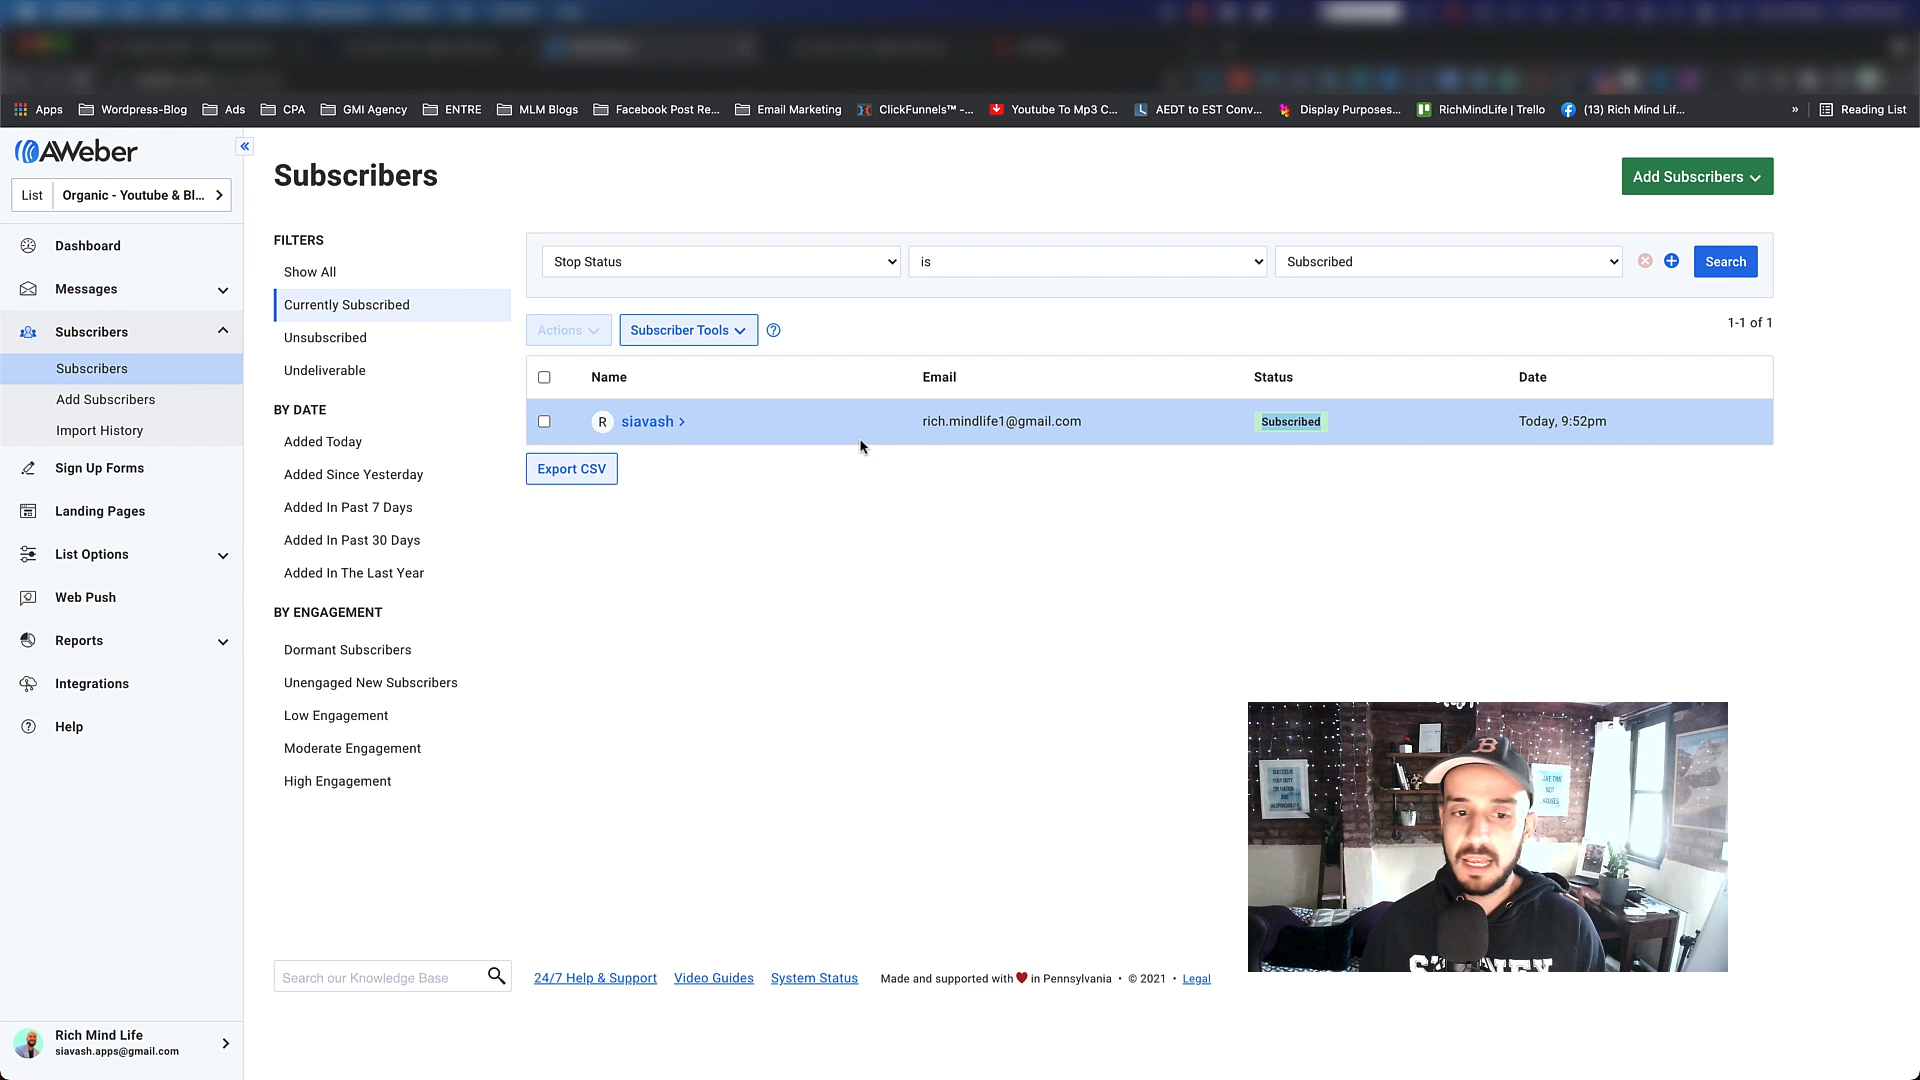 Apps
Wordpress-Blog
Ads
CPA
GMI Agency
ENTRE
MLM Blogs
Facebook Post Re...
Email Marketing
ClickFunnels™ -...
Youtube To Mp3 C...
AEDT to EST Conv...
Display Purposes...
RichMindLife | Trello
(13) Rich Mind Lif...
»
Reading List
AWeber
«
List
Organic - Youtube & Bl...
Dashboard
Messages
Subscribers
Subscribers
Add Subscribers
Import History
Sign Up Forms
Landing Pages
List Options
Web Push
Reports
Integrations
Help
Rich Mind Life
siavash.apps@gmail.com
Subscribers
Add Subscribers
FILTERS
Show All
Currently Subscribed
Unsubscribed
Undeliverable
BY DATE
Added Today
Added Since Yesterday
Added In Past 7 Days
Added In Past 30 Days
Added In The Last Year
BY ENGAGEMENT
Dormant Subscribers
Unengaged New Subscribers
Low Engagement
Moderate Engagement
High Engagement
Stop Status
is
Subscribed
Search
Actions
Subscriber Tools
?
1-1 of 1
Name Email Status Date
R siavash > rich.mindlife1@gmail.com Subscribed Today, 9:52pm
Export CSV
B
SUCCESS IS
YOUR DUTY
OBLIGATION
AND
RESPONSIBILITY
NOT
Search our Knowledge Base
24/7 Help & Support
Video Guides
System Status
Made and supported with ❤ in Pennsylvania • © 2021 • Legal